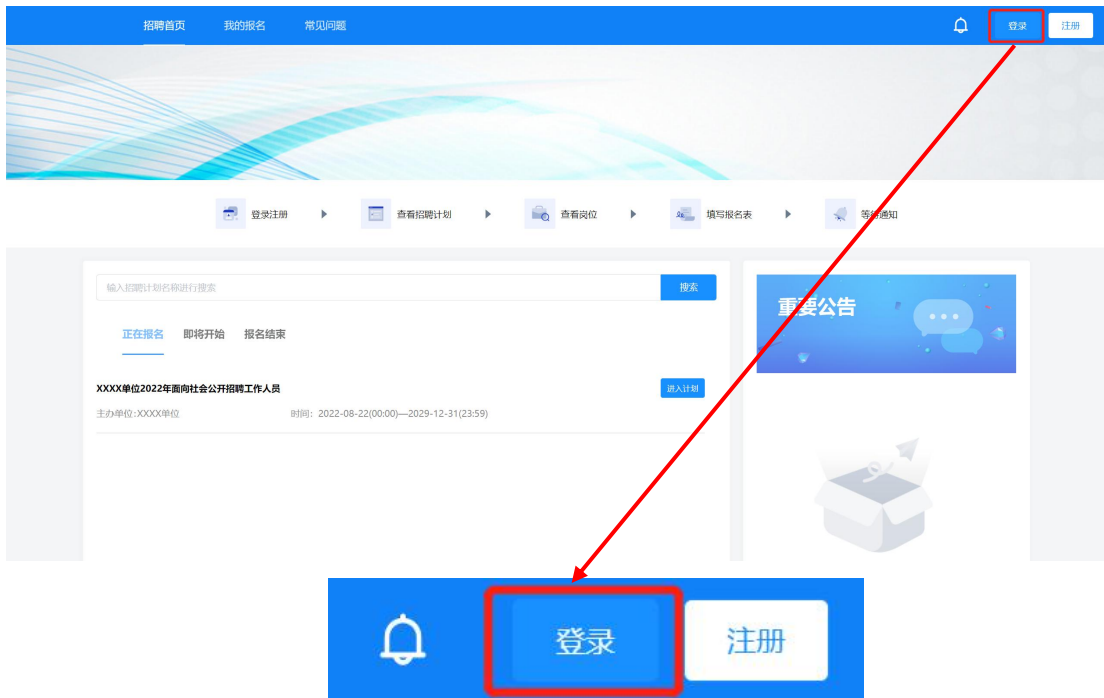 招聘首页 我的报名 常见问题 登录 注册
登录注册 查看招聘计划 查看岗位 填写报名表 等待通知
输入招聘计划名称进行搜索 搜索
重要公告
正在报名 即将开始 报名结束
XXXX单位2022年面向社会公开招聘工作人员 进入计划
主办单位:XXXX单位 时间：2022-08-22(00:00)—2029-12-31(23:59)
登录 注册